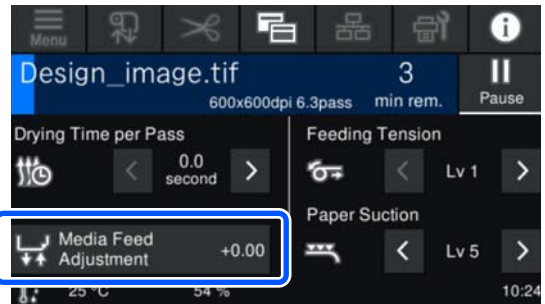 Menu
Design_image.tif
3
600x600dpi 6.3pass
min rem.
Pause
Drying Time per Pass
0.0
second
Feeding Tension
Lv 1
Media Feed
Adjustment
+0.00
Paper Suction
Lv 5
25 °C
54 %
10:24